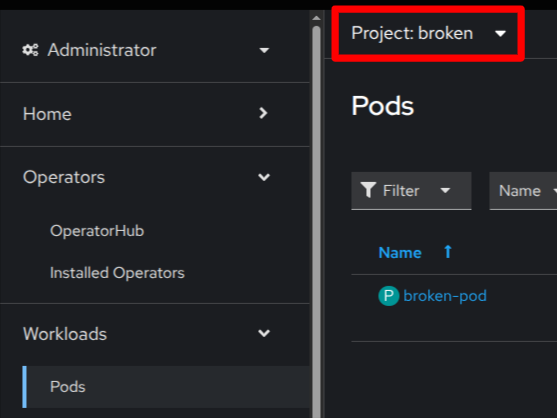 Administrator
Home
Operators
OperatorHub
Installed Operators
Workloads
Pods
Project: broken
Pods
Filter
Name
Name
P broken-pod